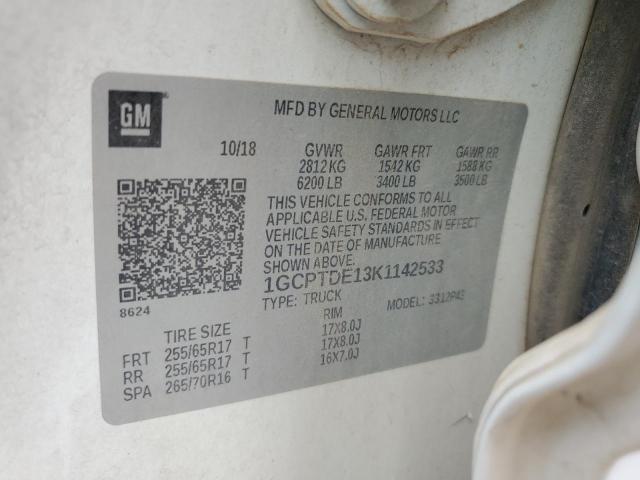 GM
MFD BY GENERAL MOTORS LLC
10/18 GVWR GAWR FRT GAWR RR
2812 KG 1542 KG 1588 KG
6200 LB 3400 LB 3500 LB
THIS VEHICLE CONFORMS TO ALL
APPLICABLE U.S. FEDERAL MOTOR
VEHICLE SAFETY STANDARDS IN EFFECT
ON THE DATE OF MANUFACTURE
SHOWN ABOVE.
1GCPTDE13K1142533
8624
TYPE: TRUCK MODEL: 3312P43
TIRE SIZE RIM
FRT 255/65R17 T 17X8.0J
RR 255/65R17 T 17X8.0J
SPA 265/70R16 T 16X7.0J